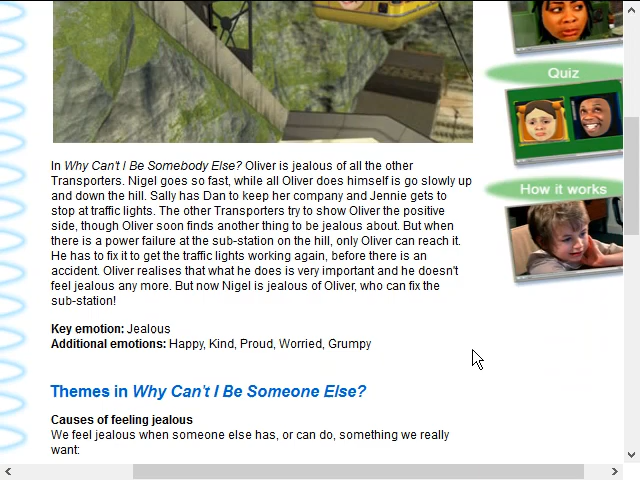 In Why Can't I Be Somebody Else? Oliver is jealous of all the other
Transporters. Nigel goes so fast, while all Oliver does himself is go slowly up
and down the hill. Sally has Dan to keep her company and Jennie gets to
stop at traffic lights. The other Transporters try to show Oliver the positive
side, though Oliver soon finds another thing to be jealous about. But when
there is a power failure at the sub-station on the hill, only Oliver can reach it.
He has to fix it to get the traffic lights working again, before there is an
accident. Oliver realises that what he does is very important and he doesn't
feel jealous any more. But now Nigel is jealous of Oliver, who can fix the
sub-station!
Key emotion: Jealous
Additional emotions: Happy, Kind, Proud, Worried, Grumpy
Themes in Why Can't I Be Someone Else?
Causes of feeling jealous
We feel jealous when someone else has, or can do, something we really
want:
Quiz
How it works